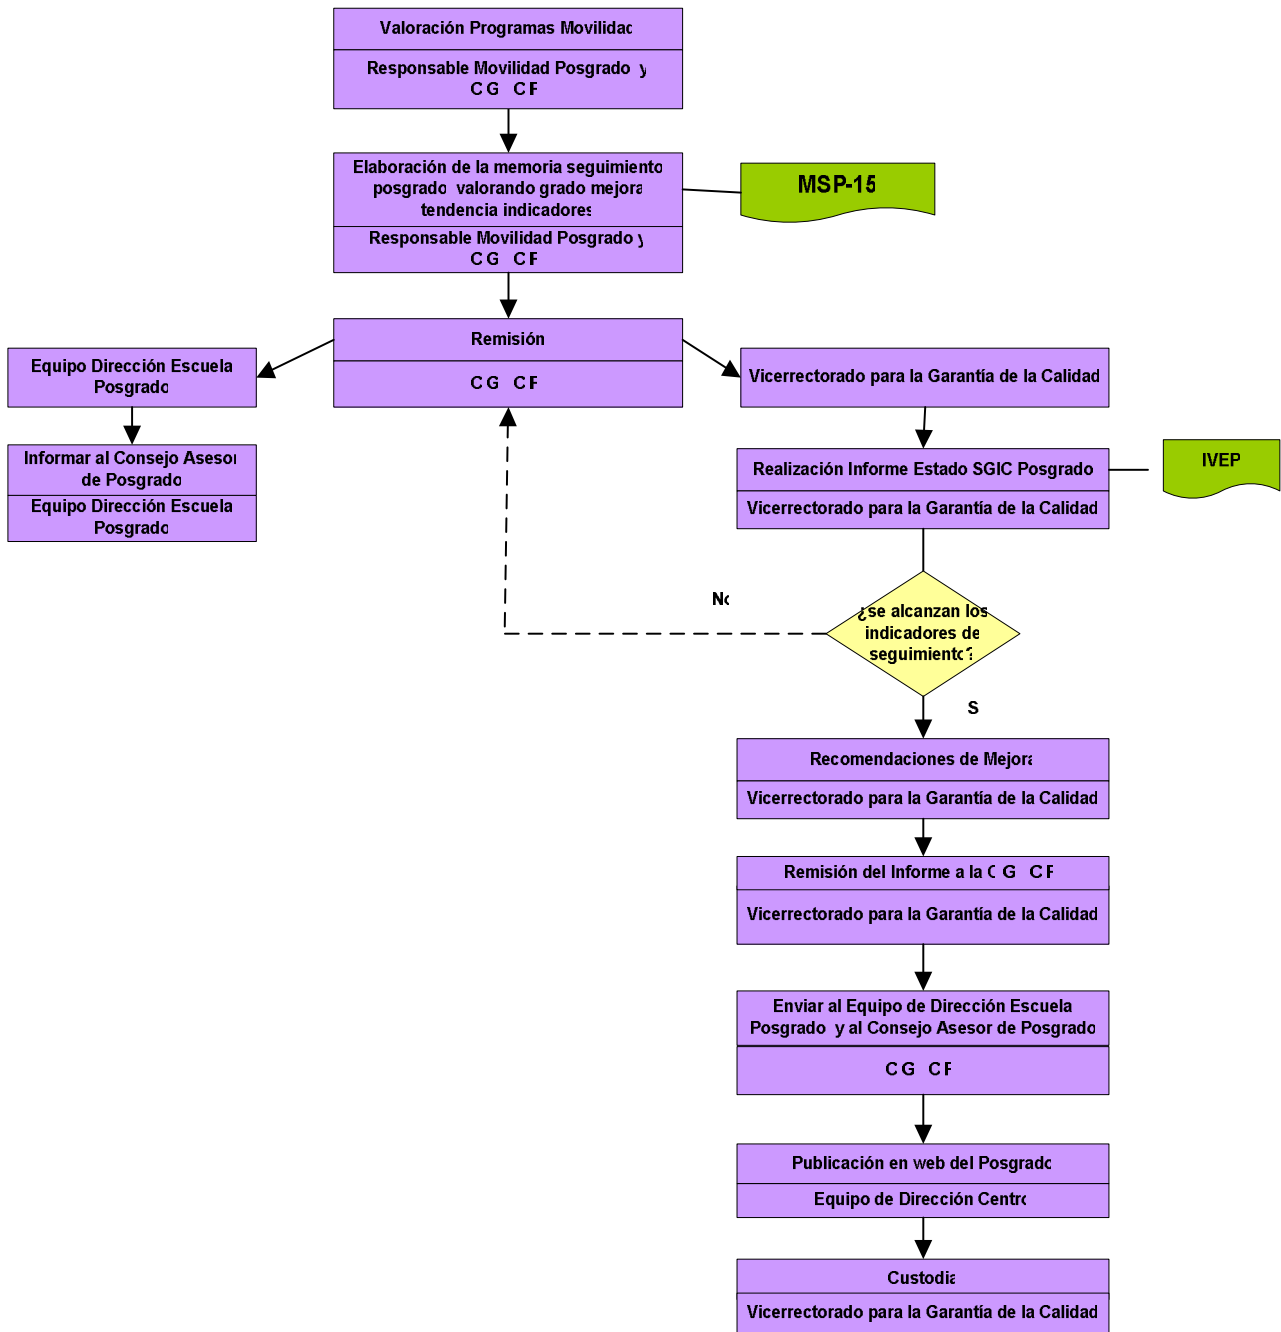 Valoración Programas Movilidad
Responsable Movilidad Posgrado y
C G C P
Elaboración de la memoria seguimiento
posgrado valorando grado mejora
tendencia indicadores
MSP-15
Responsable Movilidad Posgrado y
C G C P
Remisión
C G C P
Equipo Dirección Escuela
Posgrado
Vicerrectorado para la Garantía de la Calidad
Informar al Consejo Asesor
de Posgrado
Equipo Dirección Escuela
Posgrado
Realización Informe Estado SGIC Posgrado
IVEP
Vicerrectorado para la Garantía de la Calidad
No
¿se alcanzan los
indicadores de
seguimiento?
S
Recomendaciones de Mejora
Vicerrectorado para la Garantía de la Calidad
Remisión del Informe a la C G C P
Vicerrectorado para la Garantía de la Calidad
Enviar al Equipo de Dirección Escuela
Posgrado y al Consejo Asesor de Posgrado
C G C P
Publicación en web del Posgrado
Equipo de Dirección Centro
Custodia
Vicerrectorado para la Garantía de la Calidad